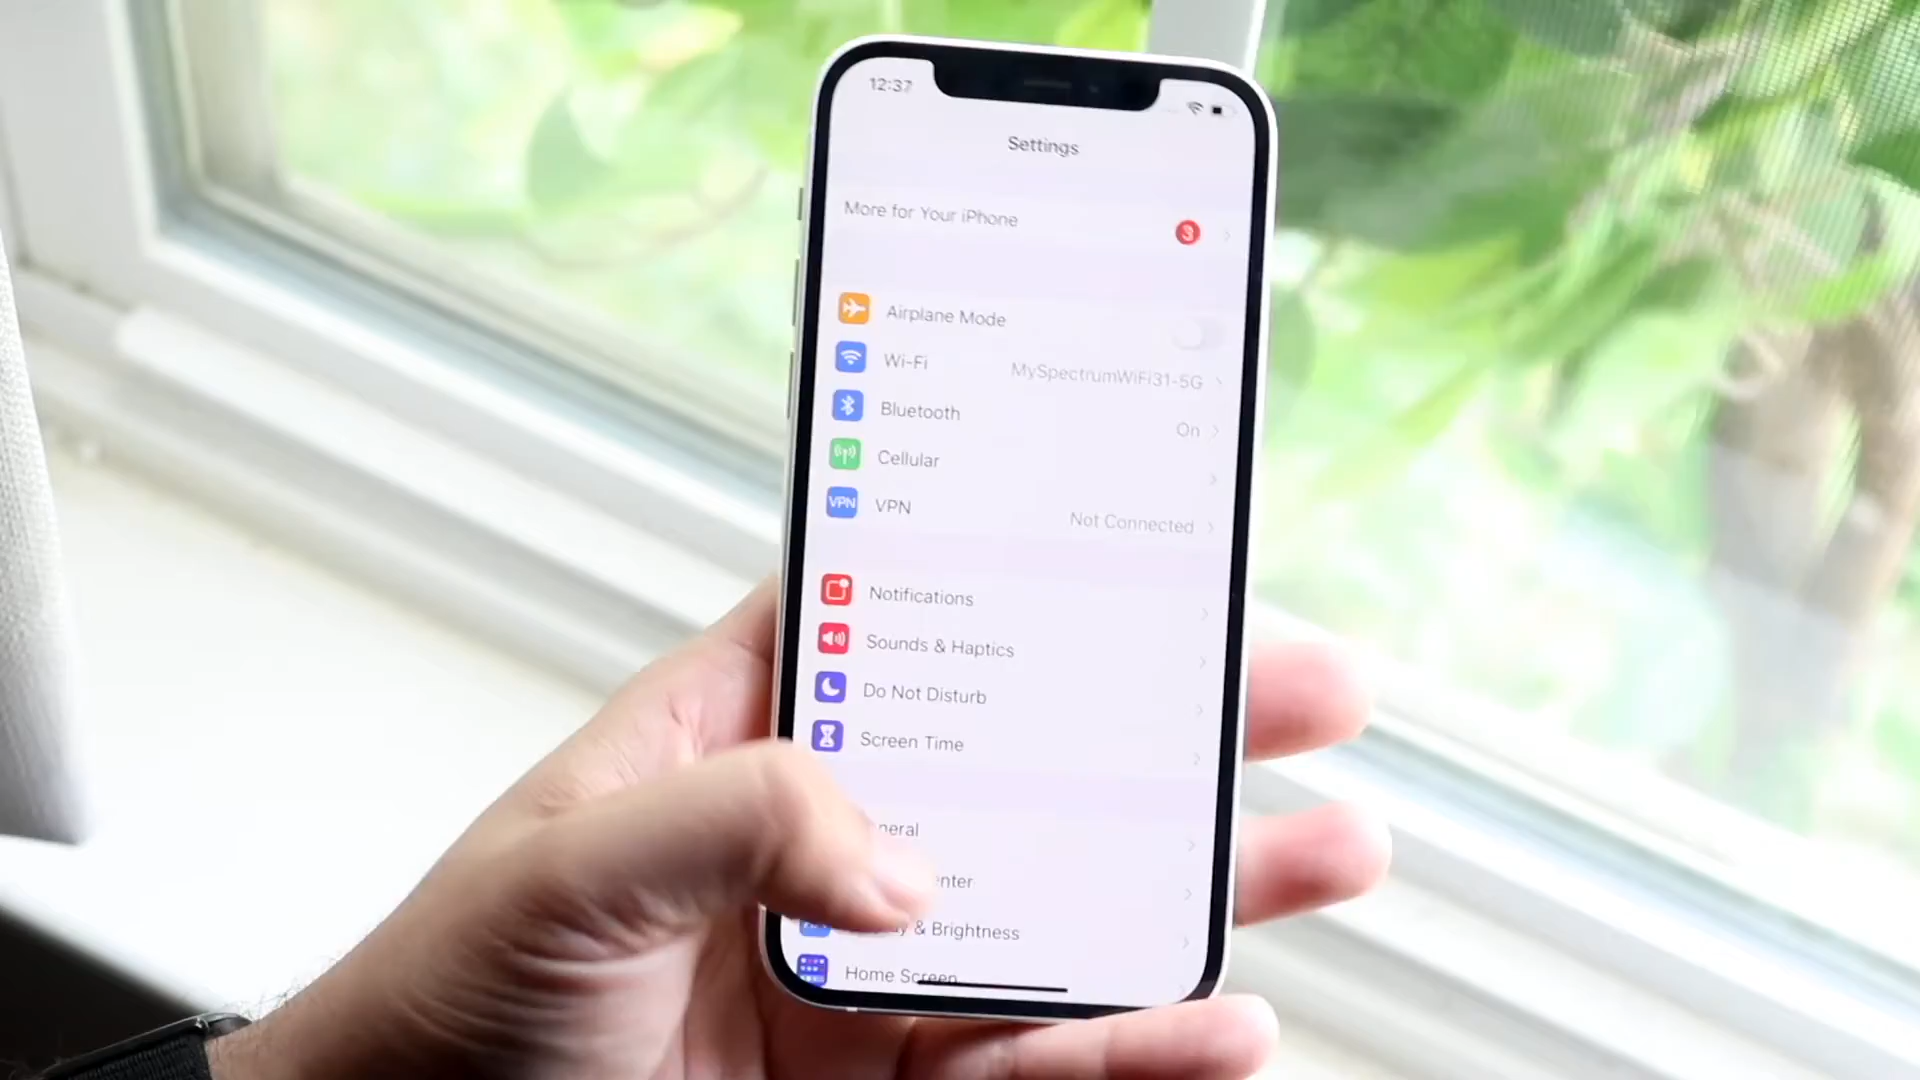 12:37
Settings
More for Your iPhone 3
Airplane Mode
Wi-Fi MySpectrumWiFi31-5G
Bluetooth On
Cellular
VPN VPN Not Connected
Notifications
Sounds & Haptics
Do Not Disturb
Screen Time
neral
enter
y & Brightness
Home Screen